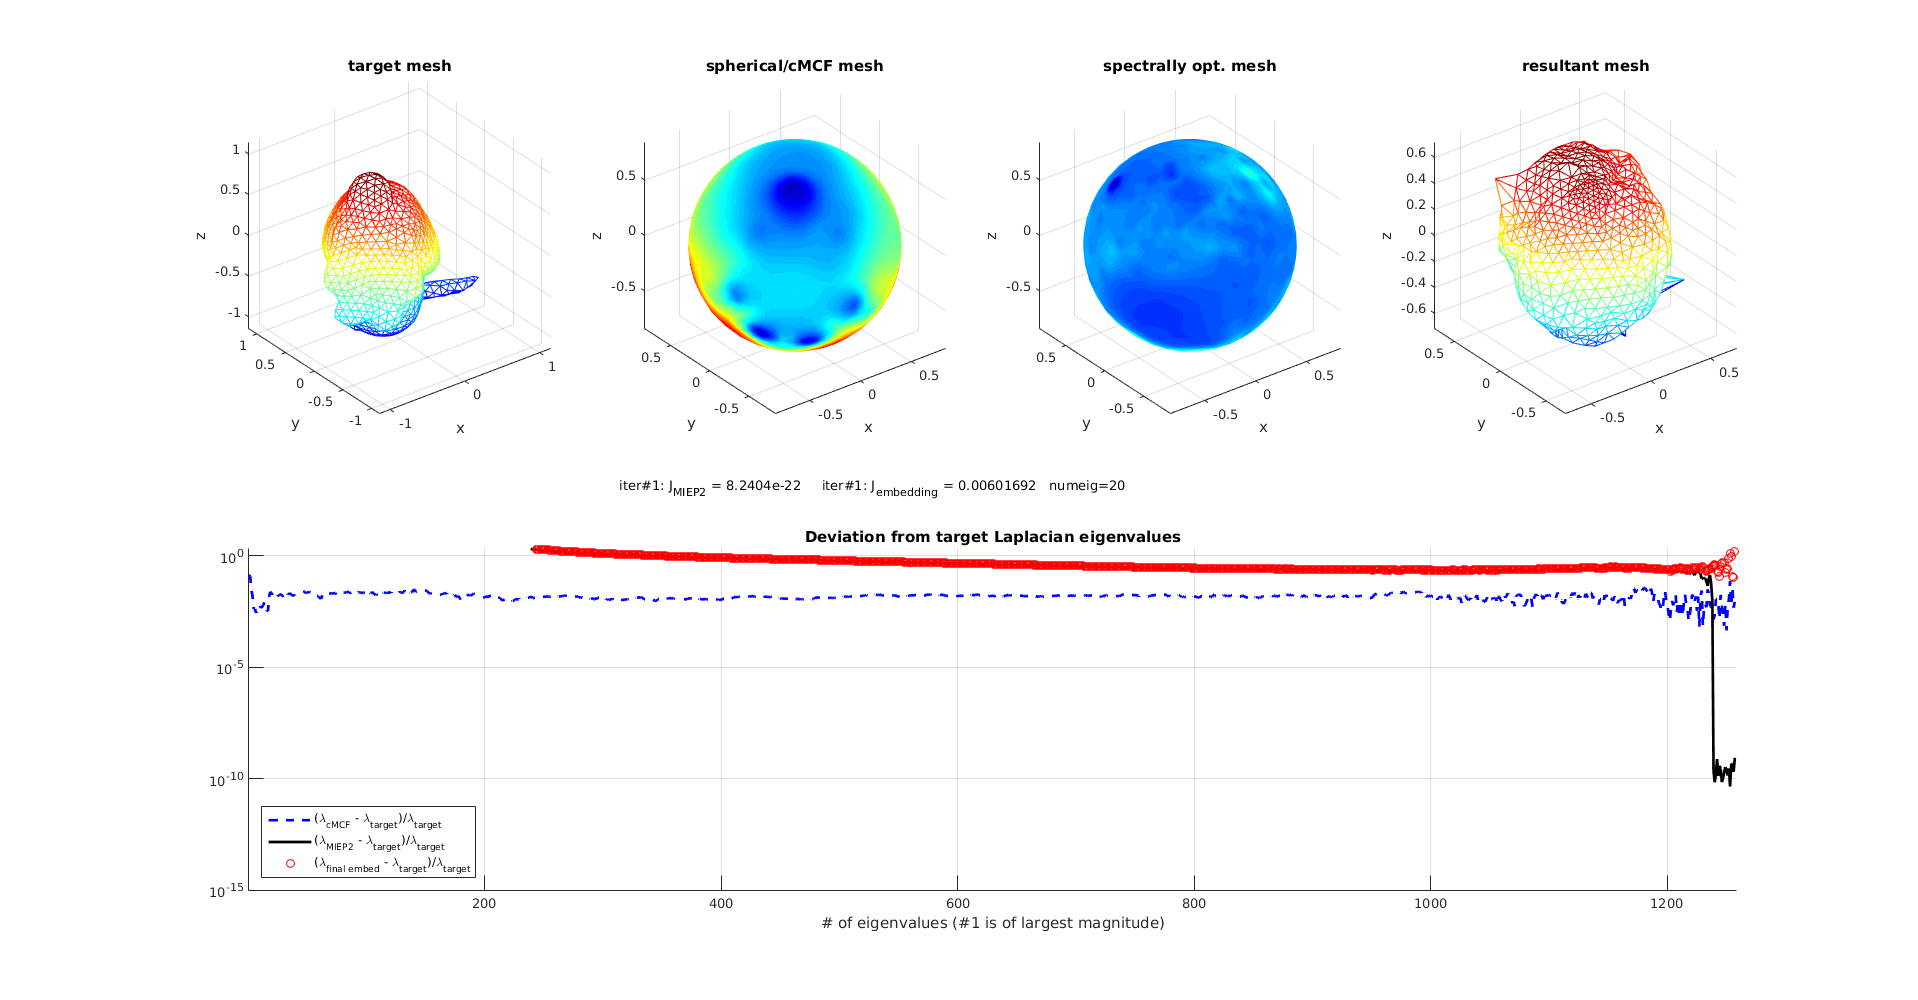 target mesh
spherical/cMCF mesh
spectrally opt. mesh
resultant mesh
1
0.5
0
-0.5
-1
z
1
0.5
0
-0.5
-1
y
-1
0
1
x
0.5
0
-0.5
z
0.5
0
-0.5
y
-0.5
0
0.5
x
0.5
0
-0.5
z
0.5
0
-0.5
y
-0.5
0
0.5
x
0.6
0.4
0.2
0
-0.2
-0.4
-0.6
z
0.5
0
-0.5
y
-0.5
0
0.5
x
iter#1: J_MIEP2 = 8.2404e-22 iter#1: J_embedding = 0.00601692 numeig=20
Deviation from target Laplacian eigenvalues
10^0
10^-5
10^-10
10^-15
(λ_cMCF - λ_target)/λ_target
(λ_MIEP2 - λ_target)/λ_target
(λ_final embed - λ_target)/λ_target
200 400 600 800 1000 1200
# of eigenvalues (#1 is of largest magnitude)